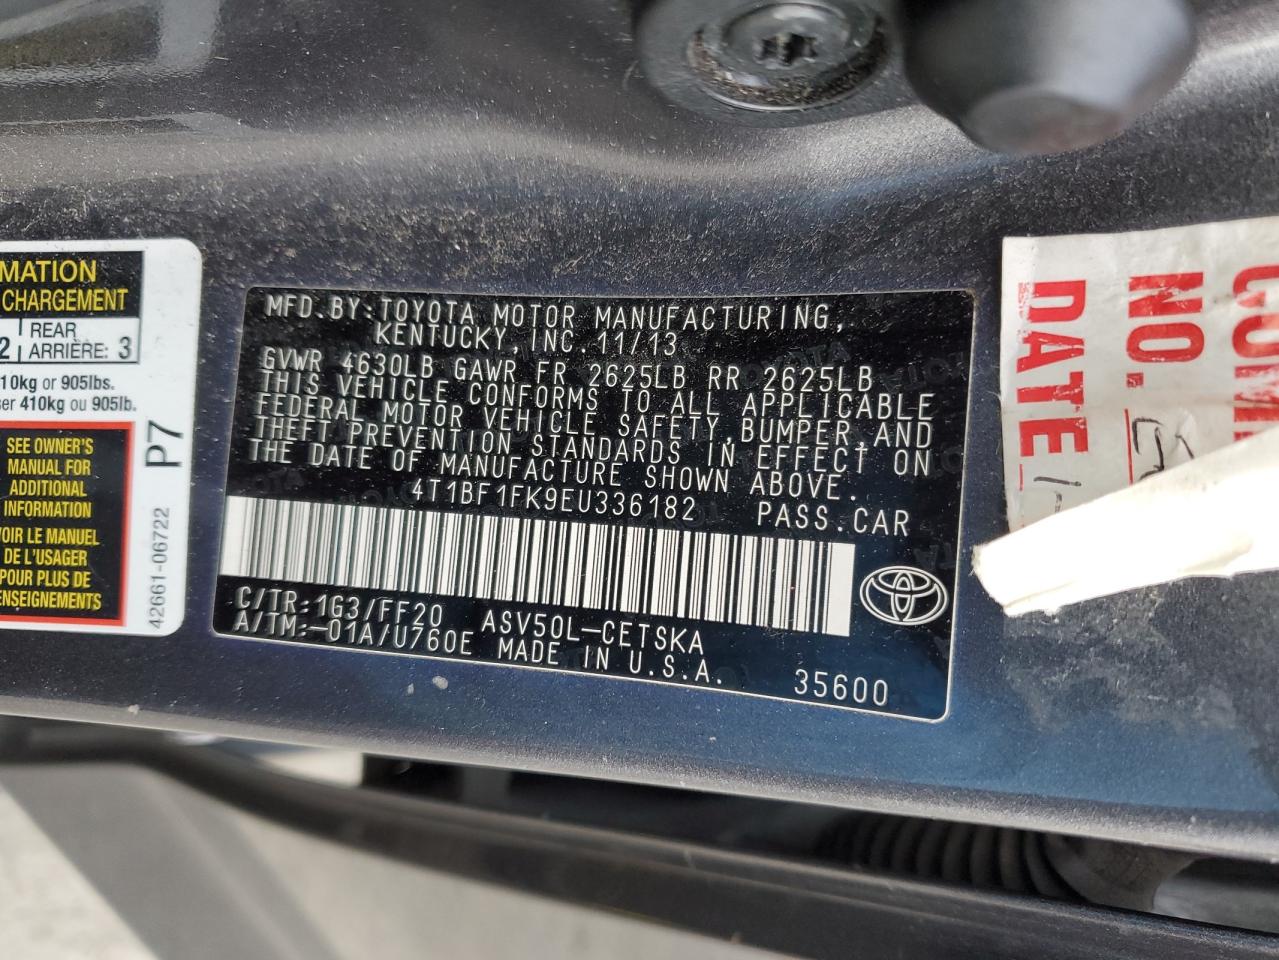 MATION
CHARGEMENT
2 REAR
ARRIÈRE: 3
10kg or 905lbs.
ser 410kg ou 905lb.
SEE OWNER'S
MANUAL FOR
ADDITIONAL
INFORMATION
VOIR LE MANUEL
DE L'USAGER
POUR PLUS DE
ENSEIGNEMENTS
P7
42661-06722
MFD.BY:TOYOTA MOTOR MANUFACTURING,
KENTUCKY,INC.11/13
GVWR 4630LB GAWR FR 2625LB RR 2625LB
THIS VEHICLE CONFORMS TO ALL APPLICABLE
FEDERAL MOTOR VEHICLE SAFETY,BUMPER,AND
THEFT PREVENTION STANDARDS IN EFFECT ON
THE DATE OF MANUFACTURE SHOWN ABOVE.
4T1BF1FK9EU336182 PASS.CAR
C/TR:1G3/FF20 ASV50L-CETSKA
A/TM:-01A/U760E MADE IN U.S.A. 35600
NO.
DATE